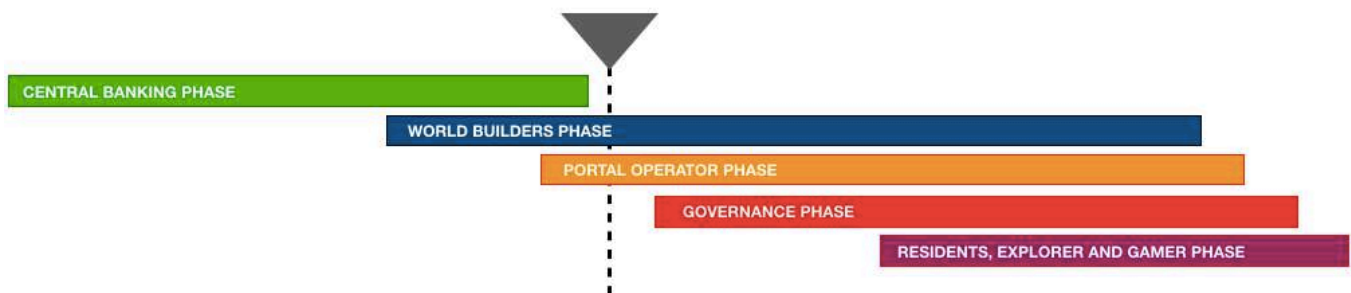 CENTRAL BANKING PHASE
WORLD BUILDERS PHASE
PORTAL OPERATOR PHASE
GOVERNANCE PHASE
RESIDENTS, EXPLORER AND GAMER PHASE